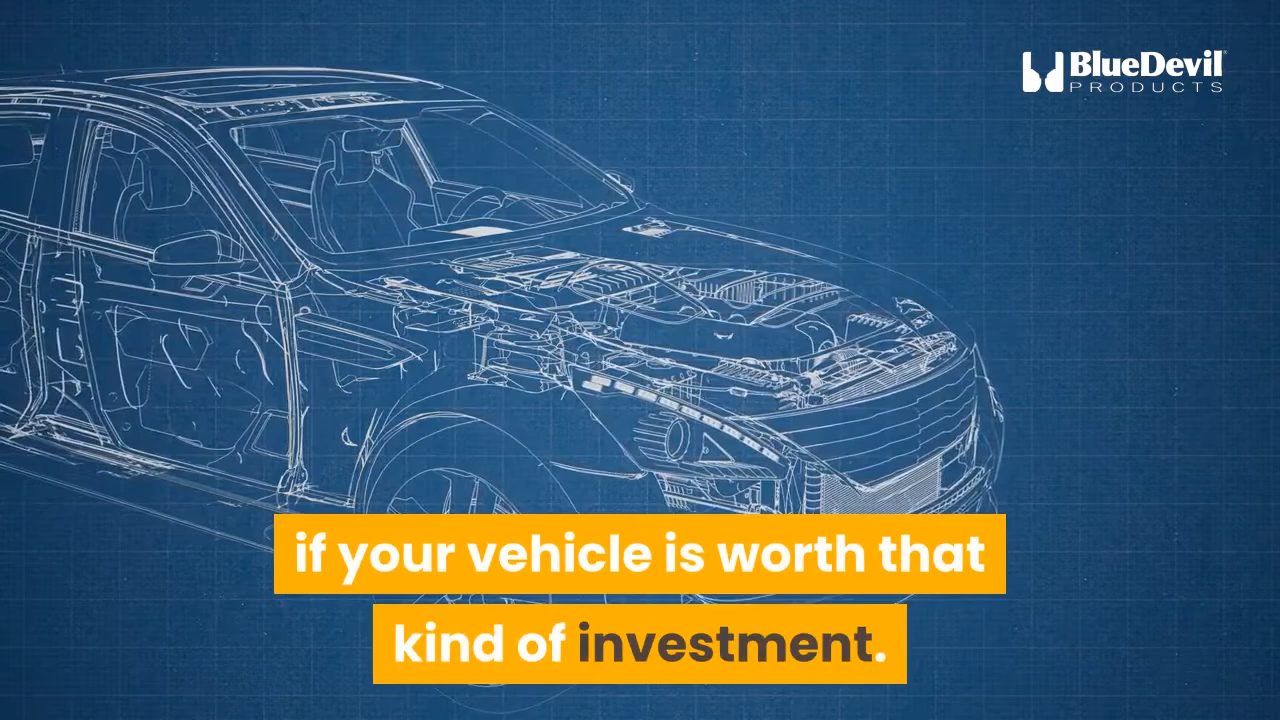 BlueDevil
PRODUCTS
if your vehicle is worth that
kind of investment.